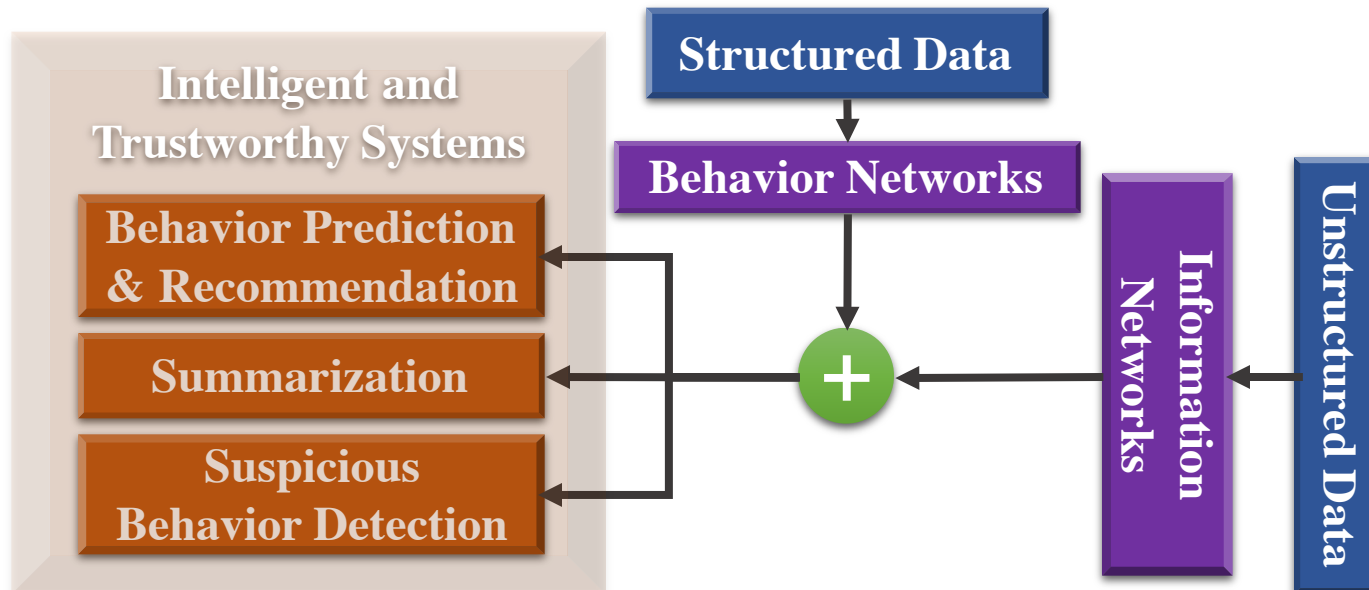 Intelligent and
Trustworthy Systems
Behavior Prediction
& Recommendation
Summarization
Suspicious
Behavior Detection
Structured Data
Behavior Networks
+
Information
Networks
Unstructured Data